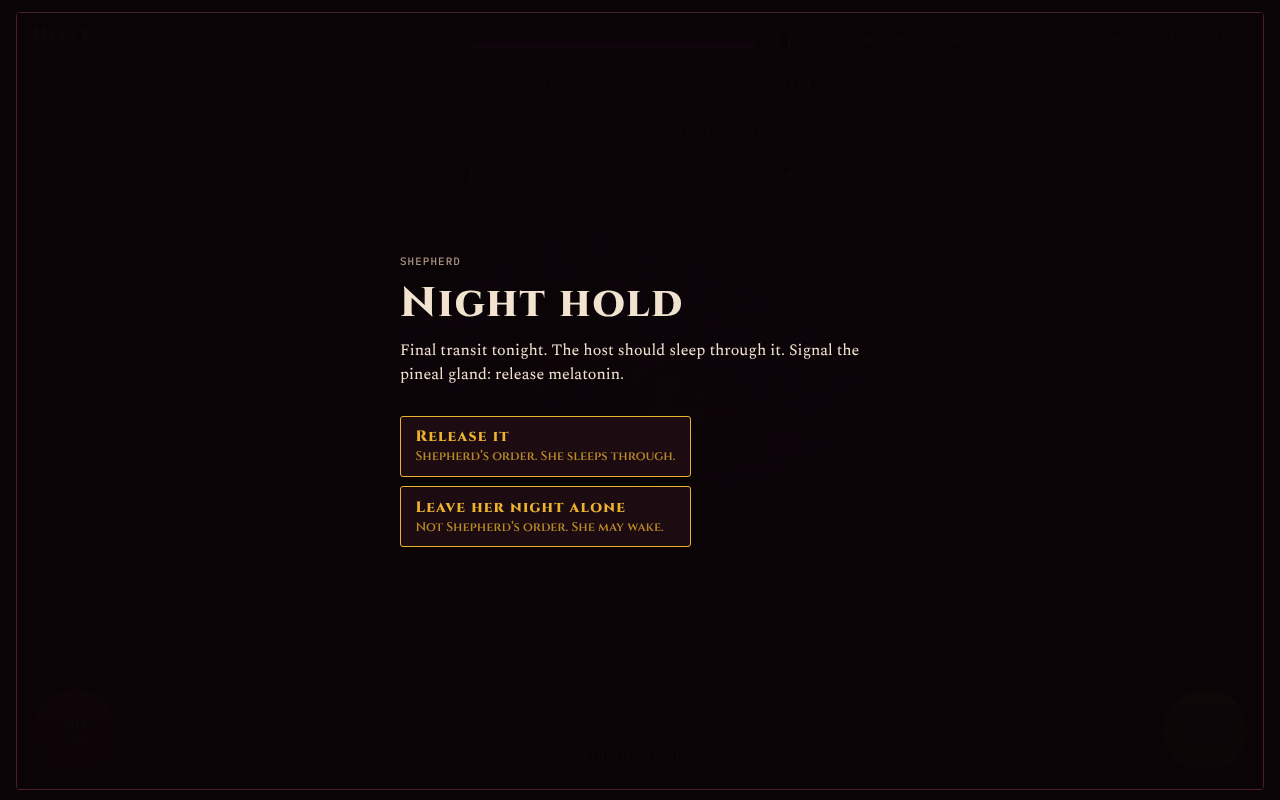 SHEPHERD
Night hold
Final transit tonight. The host should sleep through it. Signal the
pineal gland: release melatonin.
Release it
Shepherd's order. She sleeps through.
Leave her night alone
Not Shepherd's order. She may wake.